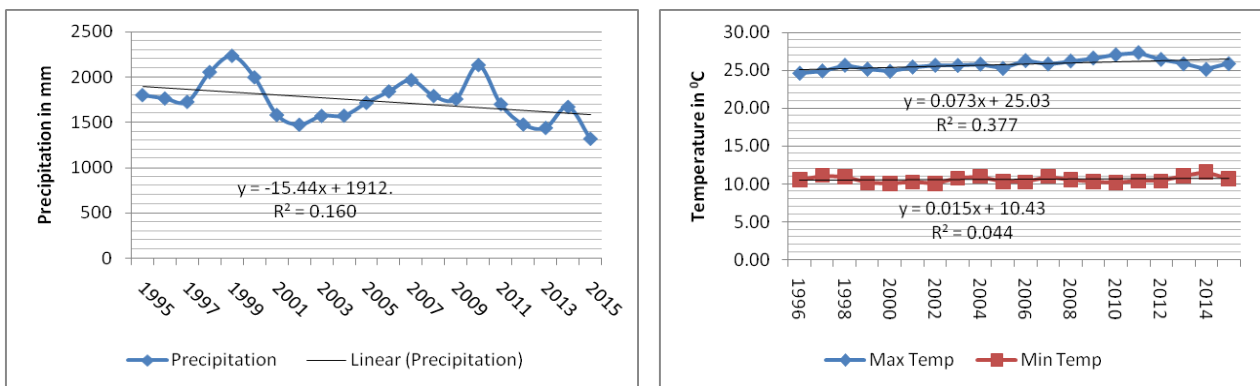 2500
2000
1500
1000
500
0
Precipitation in mm
y = -15.44x + 1912.
R² = 0.160
1995
1997
1999
2001
2003
2005
2007
2009
2011
2013
2015
Precipitation
Linear (Precipitation)
30.00
25.00
20.00
15.00
10.00
5.00
0.00
Temperature in ⁰C
y = 0.073x + 25.03
R² = 0.377
y = 0.015x + 10.43
R² = 0.044
1996
1998
2000
2002
2004
2006
2008
2010
2012
2014
Max Temp
Min Temp